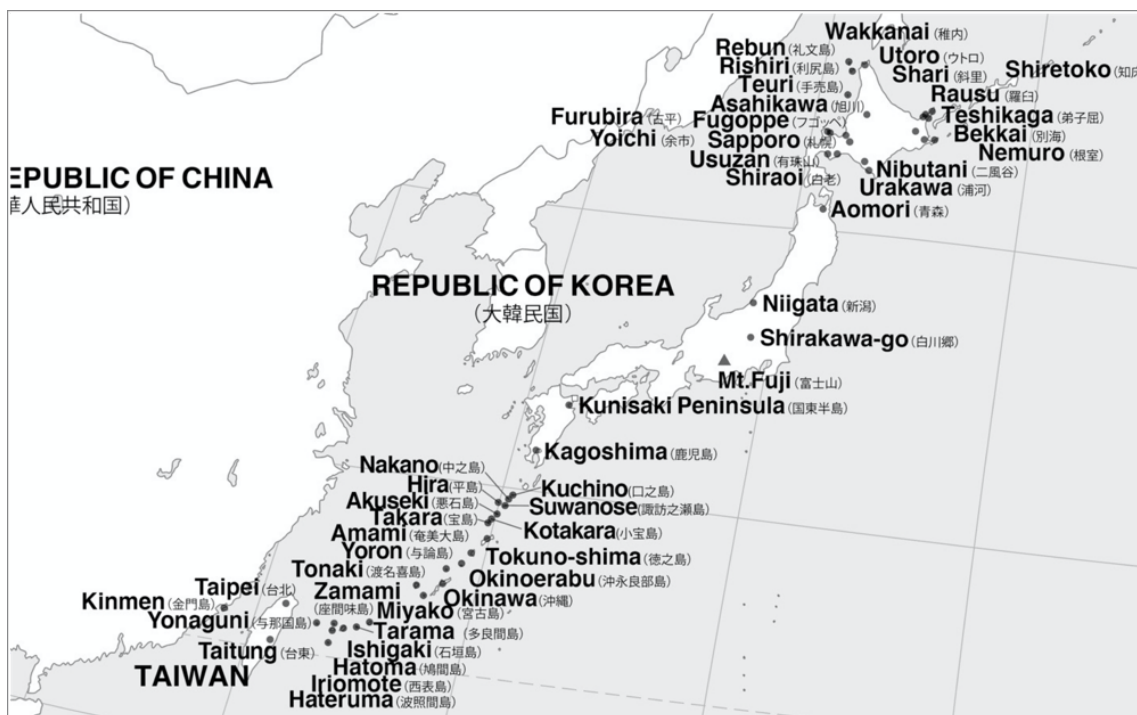 Wakkanai (稚内)
Rebun (礼文島)
Utoro (ウトロ)
Rishiri (利尻島)
Shari (斜里)
Shiretoko (知床
Teuri (手売島)
Rausu (羅臼)
Asahikawa (旭川)
Furubira (古平)
Fugoppe (フゴッペ)
Teshikaga (弟子屈)
Yoichi (余市)
Sapporo (札幌)
Bekkai (別海)
Usuzan (有珠山)
Nemuro (根室)
Shiraoi (白老)
Nibutani (二風谷)
Urakawa (浦河)
Aomori (青森)
EPUBLIC OF CHINA
華人民共和国)
REPUBLIC OF KOREA
(大韓民国)
Niigata (新潟)
Shirakawa-go (白川郷)
Mt.Fuji (富士山)
Kunisaki Peninsula (国東半島)
Kagoshima (鹿児島)
Nakano (中之島)
Hira (平島)
Kuchino (口之島)
Akuseki (悪石島)
Suwanose (諏訪之瀬島)
Takara (宝島)
Kotakara (小宝島)
Amami (奄美大島)
Yoron (与論島)
Tokuno-shima (徳之島)
Tonaki (渡名喜島)
Okinoerabu (沖永良部島)
Taipei (台北)
Zamami
(座間味島)
Okinawa (沖縄)
Kinmen (金門島)
Miyako (宮古島)
Yonaguni (与那国島)
Tarama (多良間島)
Taitung (台東)
Ishigaki (石垣島)
TAIWAN
Hatoma (鳩間島)
Iriomote (西表島)
Hateruma (波照間島)